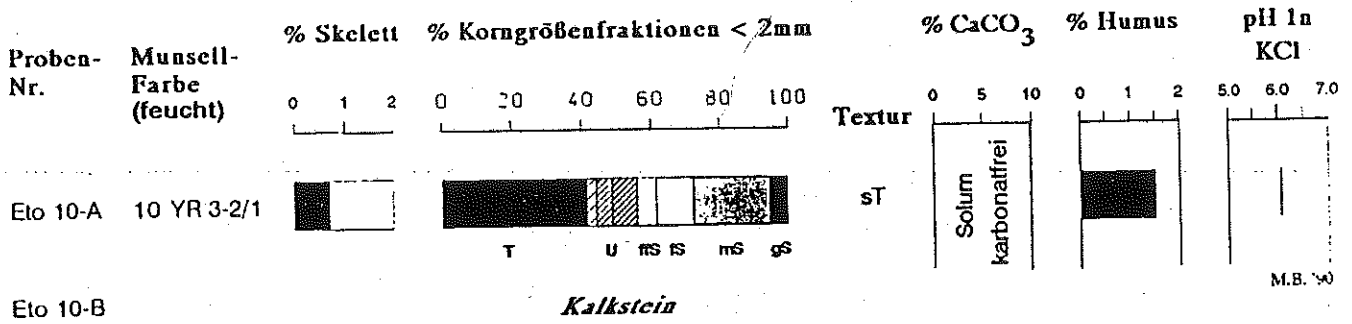 Proben-Nr.
Munsell-Farbe (feucht)
% Skelett
% Korngrößenfraktionen < 2mm
Textur
% CaCO3
% Humus
pH 1n KCl
0 1 2
0 20 40 60 80 100
0 5 10
0 1 2
5.0 6.0 7.0
Eto 10-A
10 YR 3-2/1
T U ffS fS mS gS
sT
Solum karbonatfrei
M.B. '90
Eto 10-B
Kalkstein